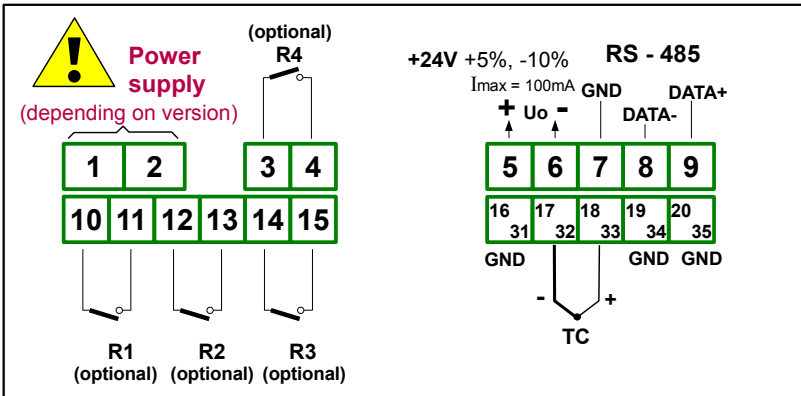 Power
supply
(depending on version)
(optional)
R4
1 2 3 4
10 11 12 13 14 15
R1
(optional)
R2
(optional)
R3
(optional)
+24V +5%, -10%
Imax = 100mA
+ Uo -
RS - 485
GND
DATA-
DATA+
5 6 7 8 9
16 17 18 19 20
31 32 33 34 35
GND GND GND
- +
TC